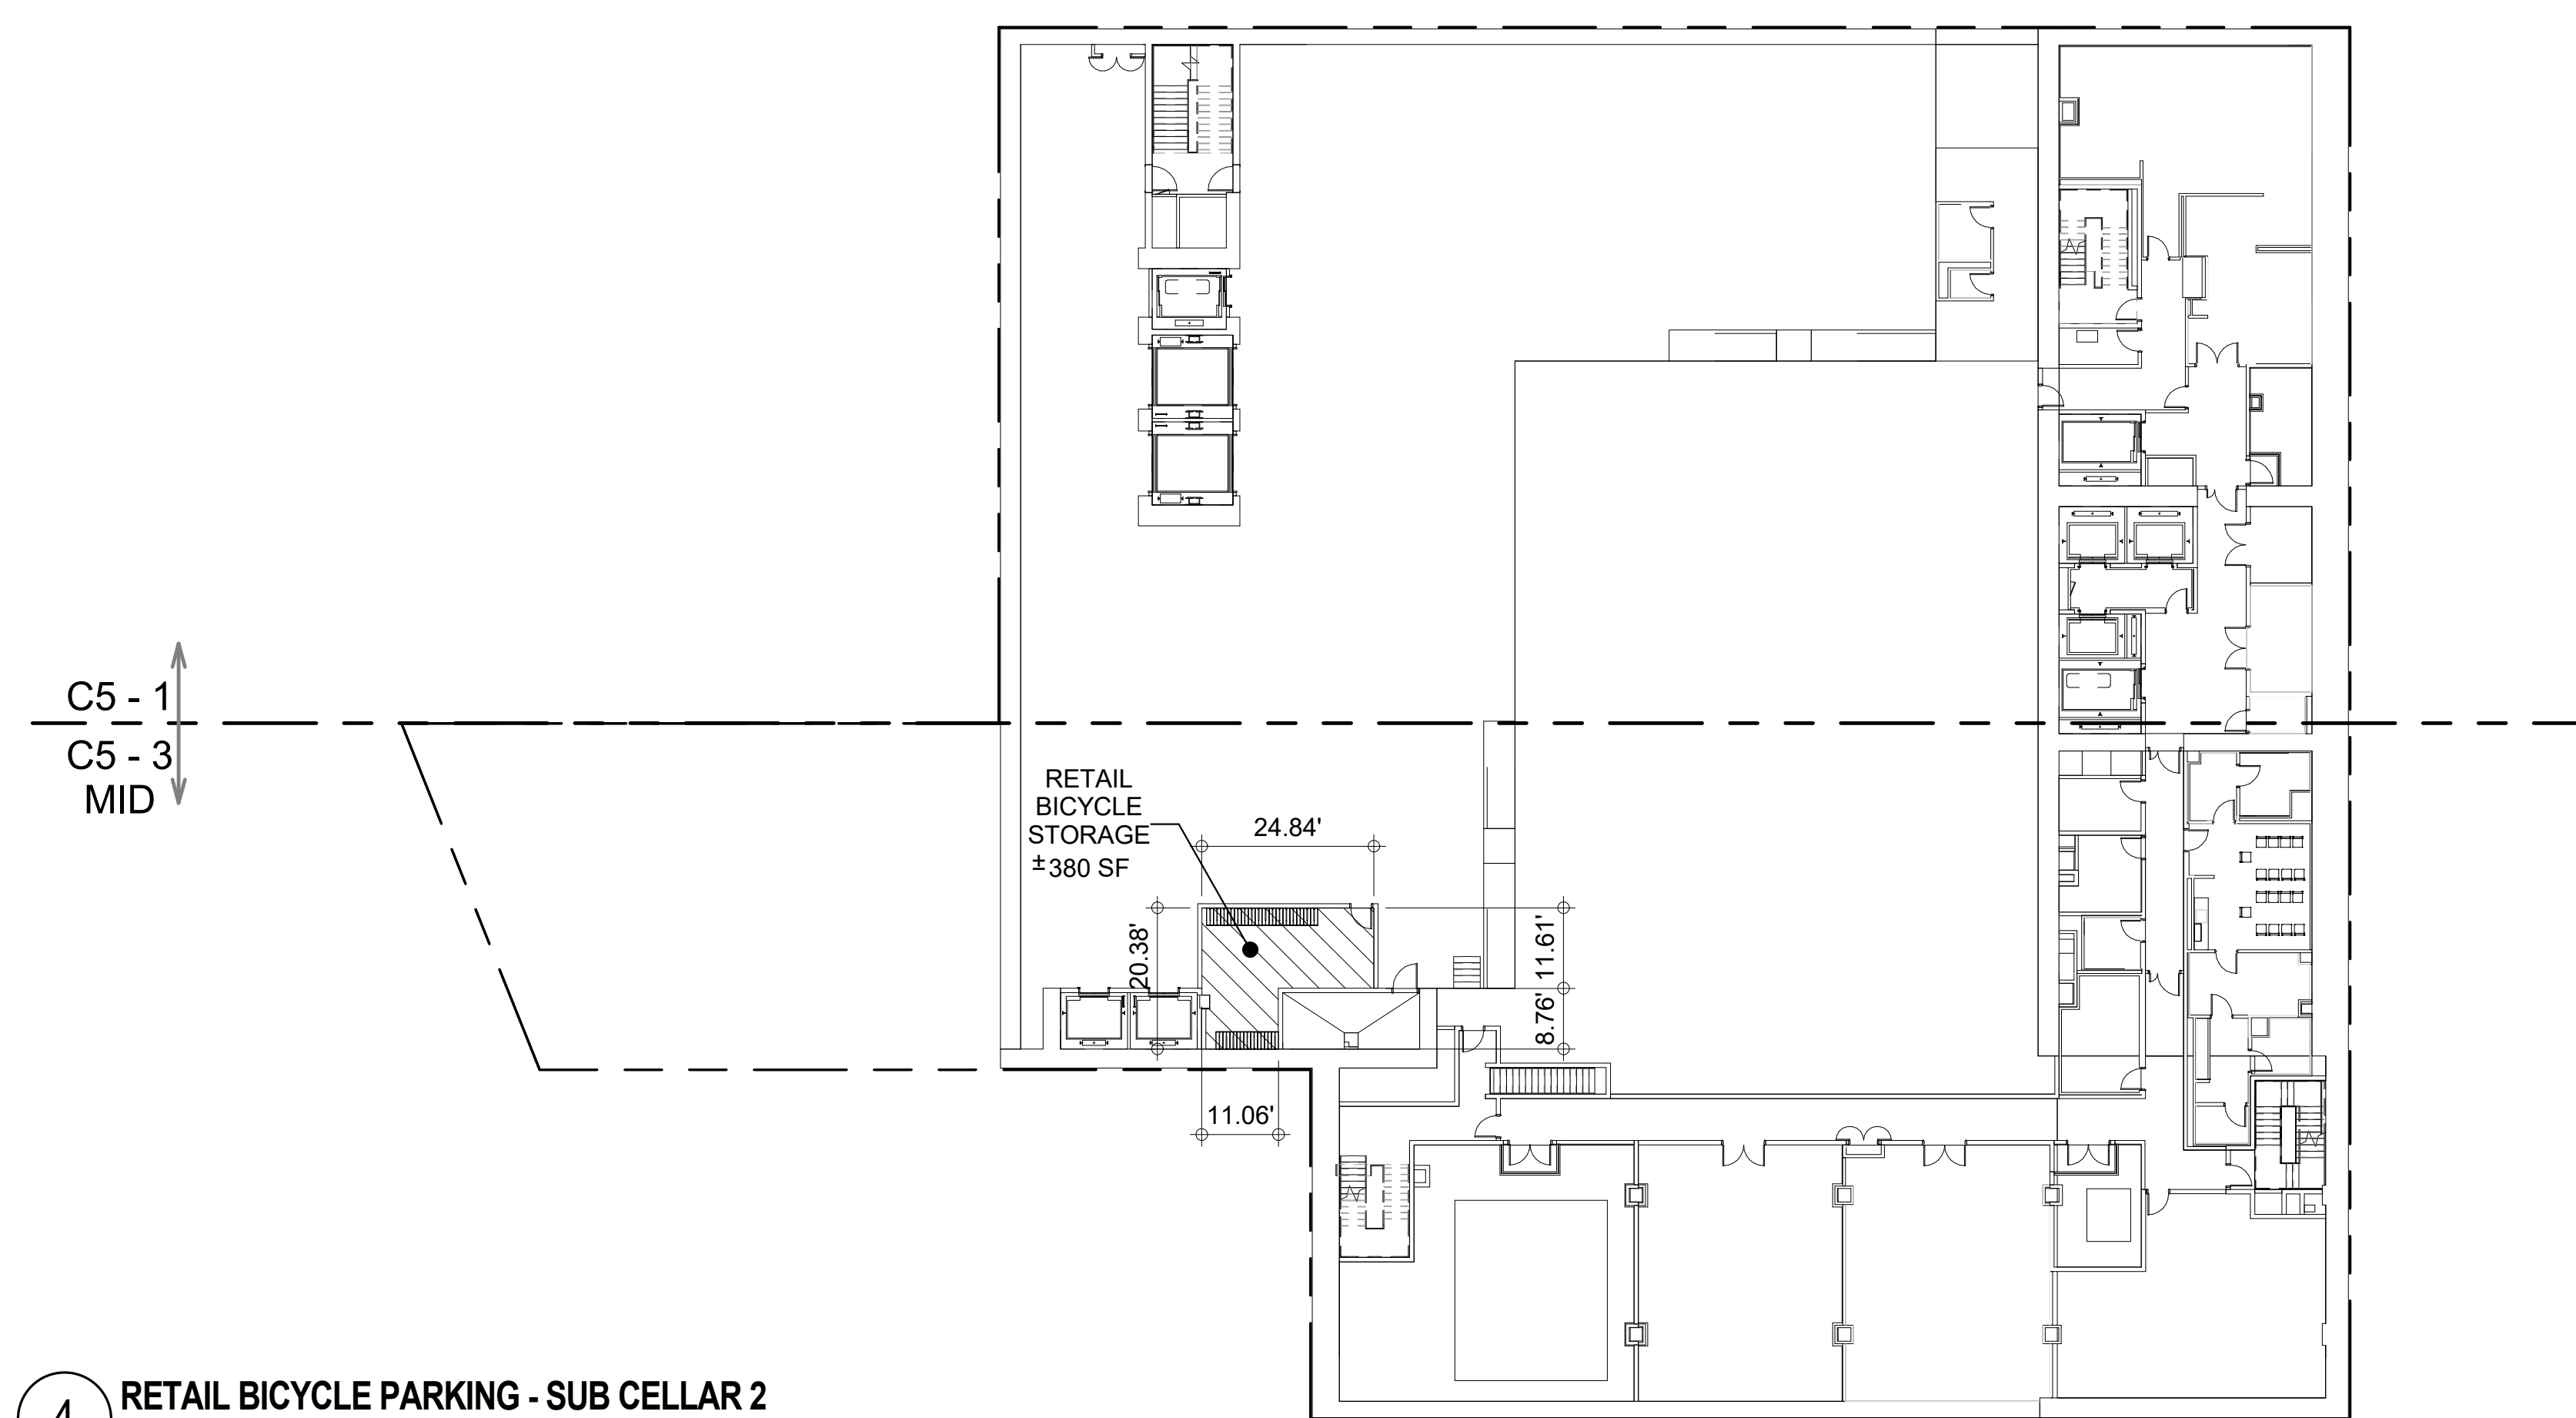 C5 - 1
C5 - 3
MID
RETAIL
BICYCLE
STORAGE
±380 SF
24.84'
20.38'
11.61'
8.76'
11.06'
4
RETAIL BICYCLE PARKING - SUB CELLAR 2